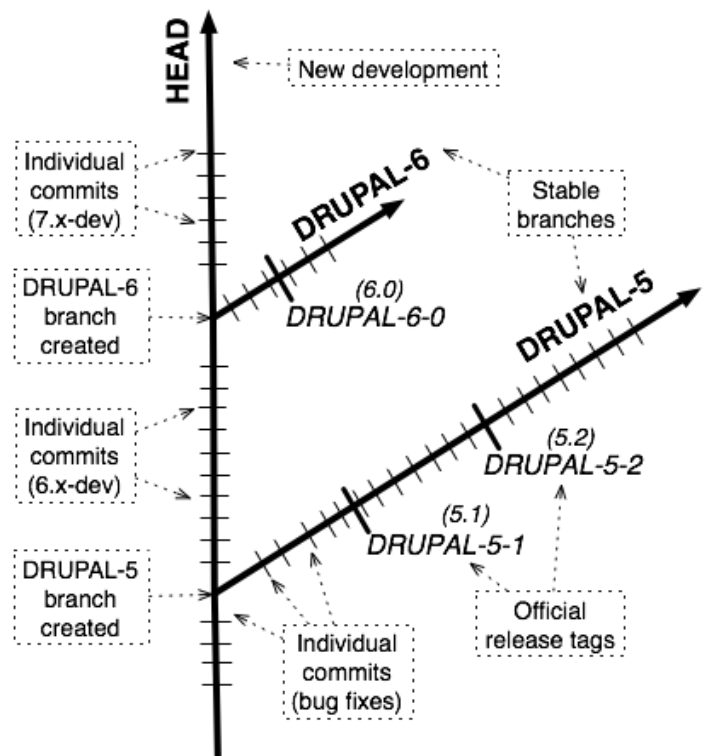 HEAD
New development
Individual
commits
(7.x-dev)
DRUPAL-6
Stable
branches
DRUPAL-6
branch
created
(6.0)
DRUPAL-6-0
DRUPAL-5
Individual
commits
(6.x-dev)
(5.2)
DRUPAL-5-2
(5.1)
DRUPAL-5-1
DRUPAL-5
branch
created
Individual
commits
(bug fixes)
Official
release tags